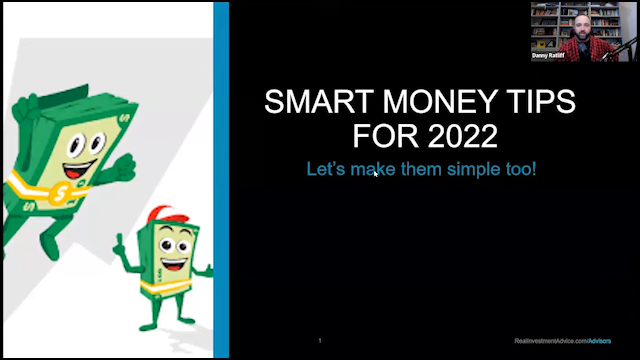 Danny Ratliff
SMART MONEY TIPS
FOR 2022
Let's make them simple too!
1
RealInvestmentAdvice.com/Advisors